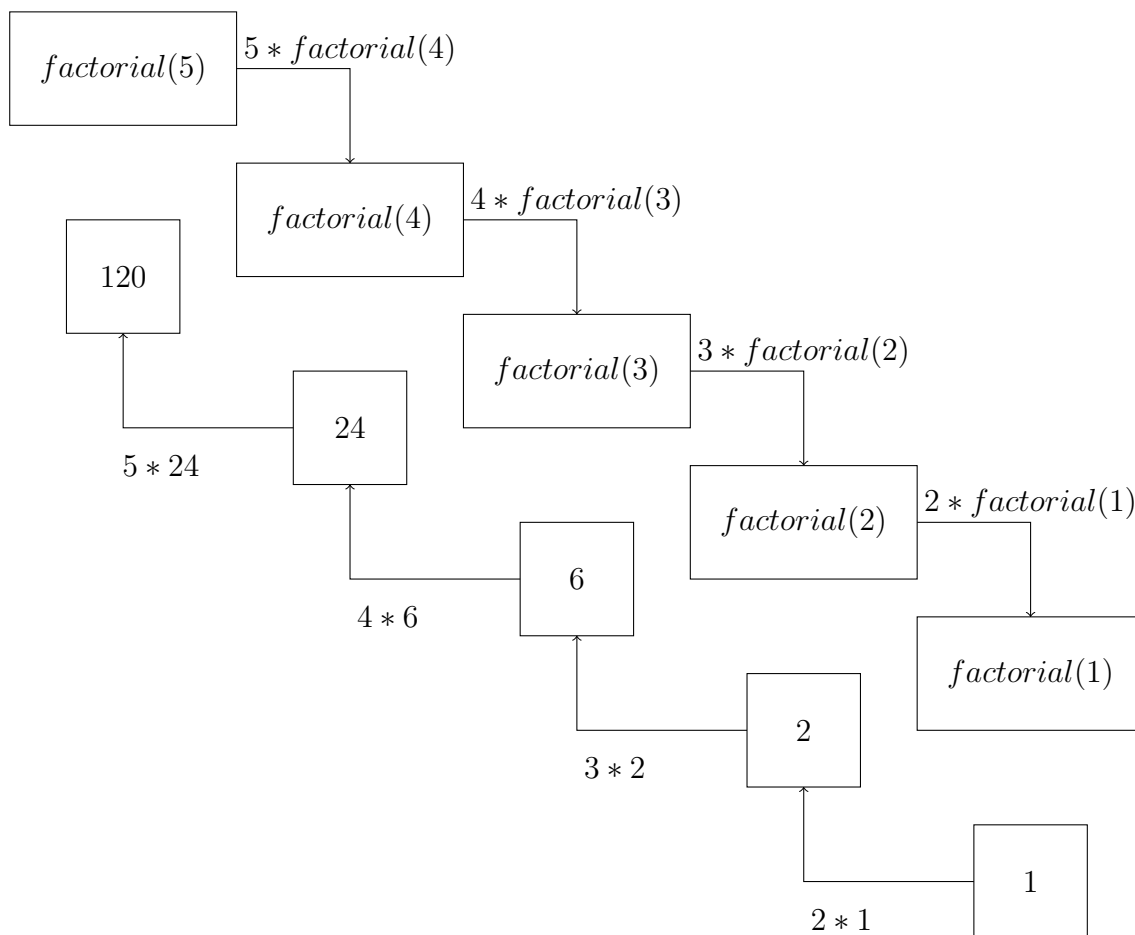 factorial(5)
5 ∗ factorial(4)
factorial(4)
4 ∗ factorial(3)
120
factorial(3)
3 ∗ factorial(2)
24
5 ∗ 24
factorial(2)
2 ∗ factorial(1)
6
4 ∗ 6
factorial(1)
2
3 ∗ 2
1
2 ∗ 1